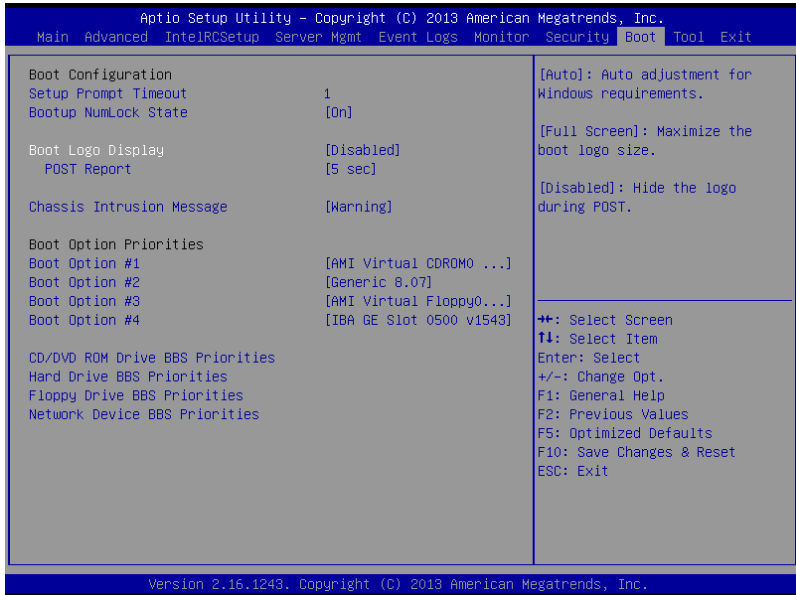 Aptio Setup Utility – Copyright (C) 2013 American Megatrends, Inc.
Main Advanced IntelRCSetup Server Mgmt Event Logs Monitor Security Boot Tool Exit
Boot Configuration
Setup Prompt Timeout 1
Bootup NumLock State [On]
Boot Logo Display [Disabled]
POST Report [5 sec]
Chassis Intrusion Message [Warning]
Boot Option Priorities
Boot Option #1 [AMI Virtual CDROM0 ...]
Boot Option #2 [Generic 8.07]
Boot Option #3 [AMI Virtual Floppy0...]
Boot Option #4 [IBA GE Slot 0500 v1543]
CD/DVD ROM Drive BBS Priorities
Hard Drive BBS Priorities
Floppy Drive BBS Priorities
Network Device BBS Priorities
[Auto]: Auto adjustment for
Windows requirements.
[Full Screen]: Maximize the
boot logo size.
[Disabled]: Hide the logo
during POST.
→←: Select Screen
↑↓: Select Item
Enter: Select
+/-: Change Opt.
F1: General Help
F2: Previous Values
F5: Optimized Defaults
F10: Save Changes & Reset
ESC: Exit
Version 2.16.1243. Copyright (C) 2013 American Megatrends, Inc.